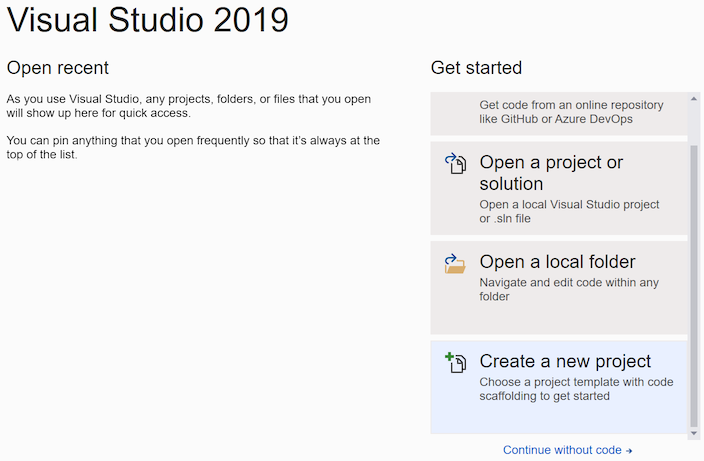 Visual Studio 2019
Open recent
As you use Visual Studio, any projects, folders, or files that you open
will show up here for quick access.
You can pin anything that you open frequently so that it's always at the
top of the list.
Get started
Get code from an online repository
like GitHub or Azure DevOps
Open a project or
solution
Open a local Visual Studio project
or .sln file
Open a local folder
Navigate and edit code within any
folder
Create a new project
Choose a project template with code
scaffolding to get started
Continue without code →